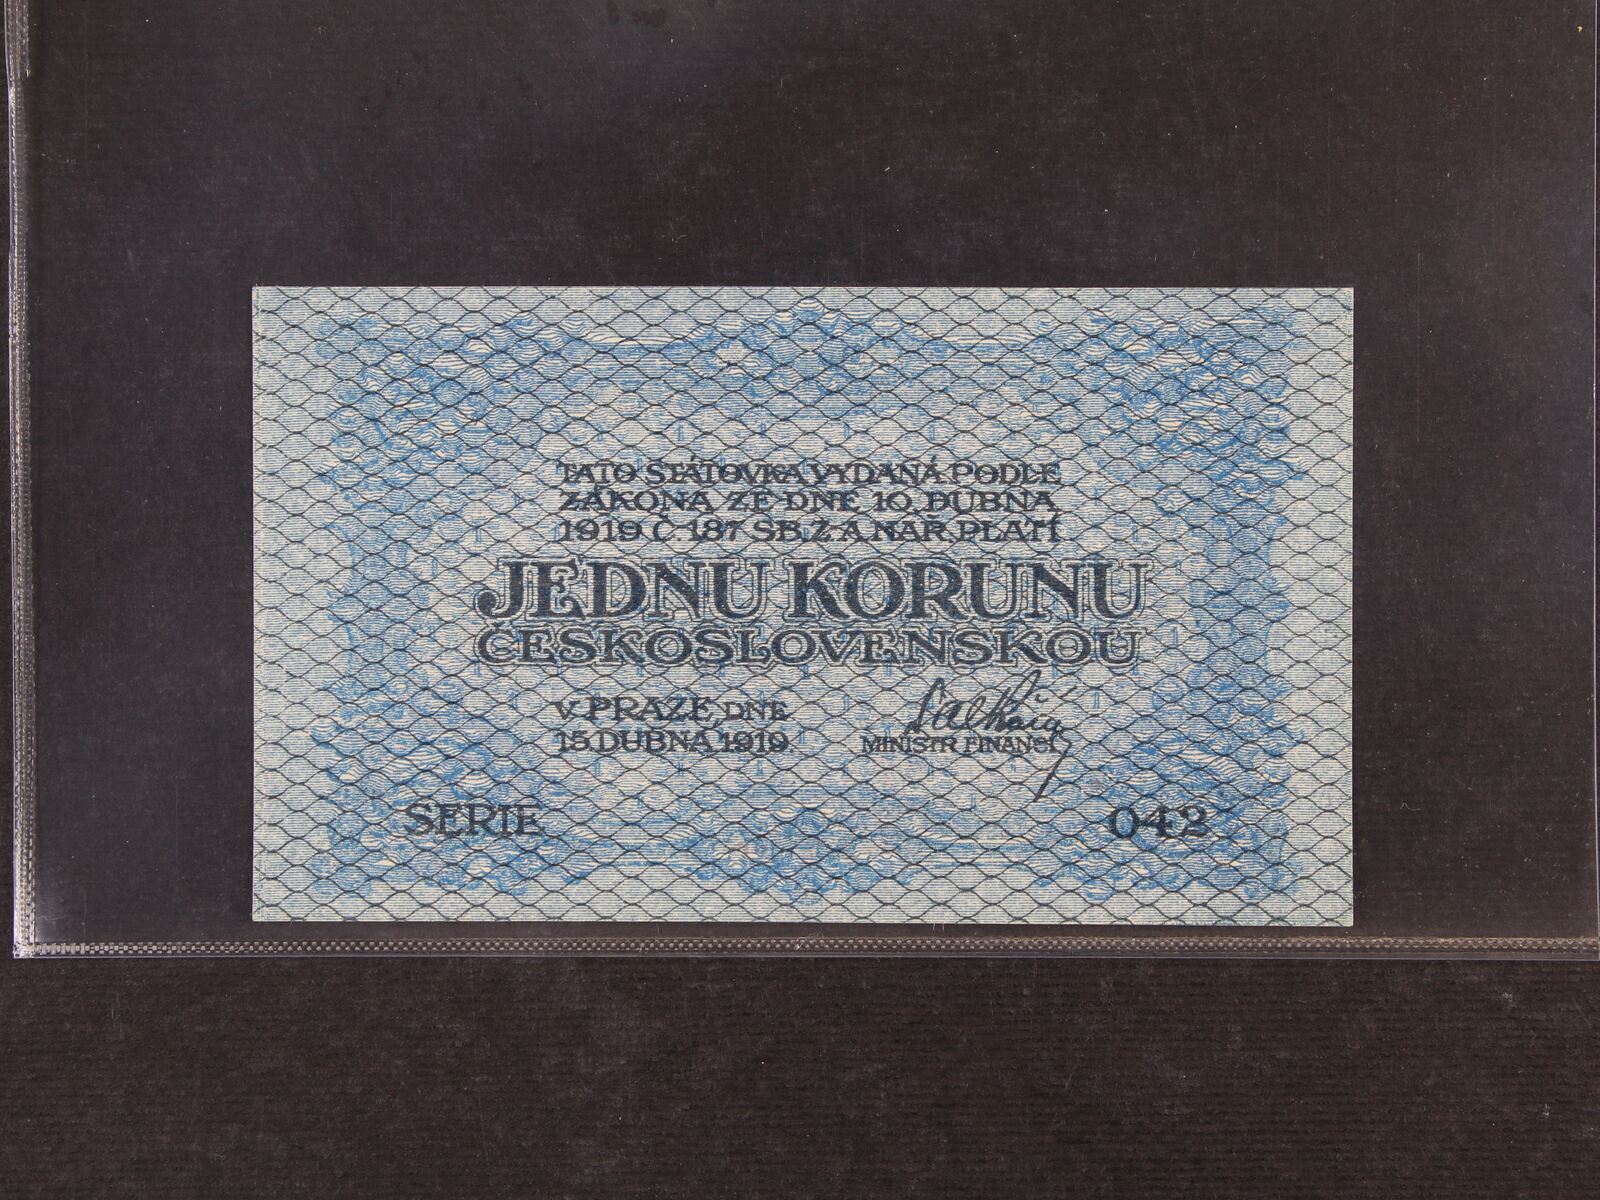 TATO STÁTOVKA VYDANÁ PODLE
ZÁKONA ZE DNE 10. DUBNA
1919 Č. 187 SB. Z. A NAŘ. PLATÍ
JEDNU KORUNU
ČESKOSLOVENSKOU
V PRAZE, DNE
15. DUBNA 1919.
MINISTR FINANCÍ
SERIE 042